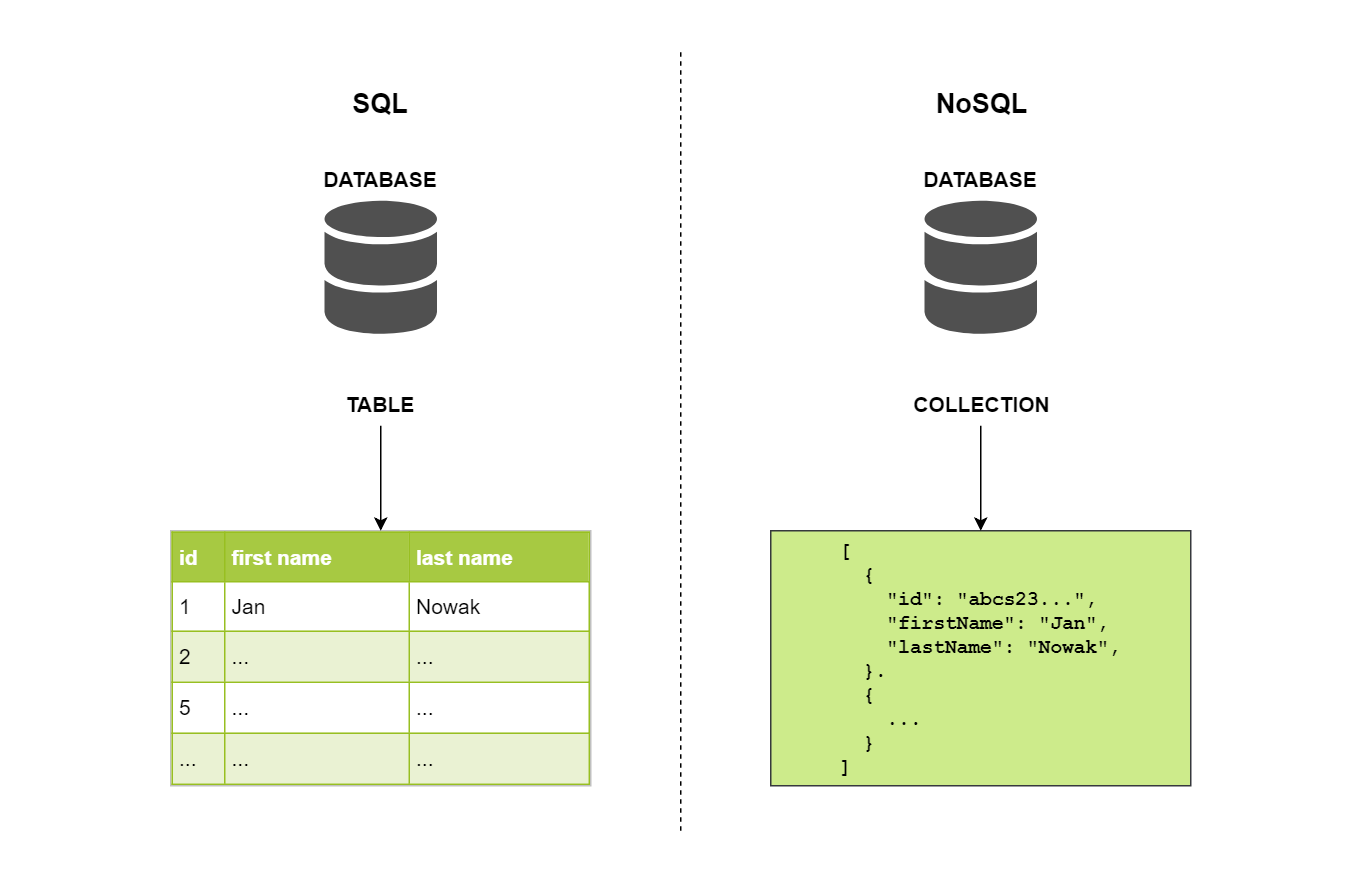 SQL
DATABASE
TABLE
id first name last name
1 Jan Nowak
2 ... ...
5 ... ...
... ... ...
NoSQL
DATABASE
COLLECTION
[
{
"id": "abcs23...",
"firstName": "Jan",
"lastName": "Nowak",
}.
{
...
}
]